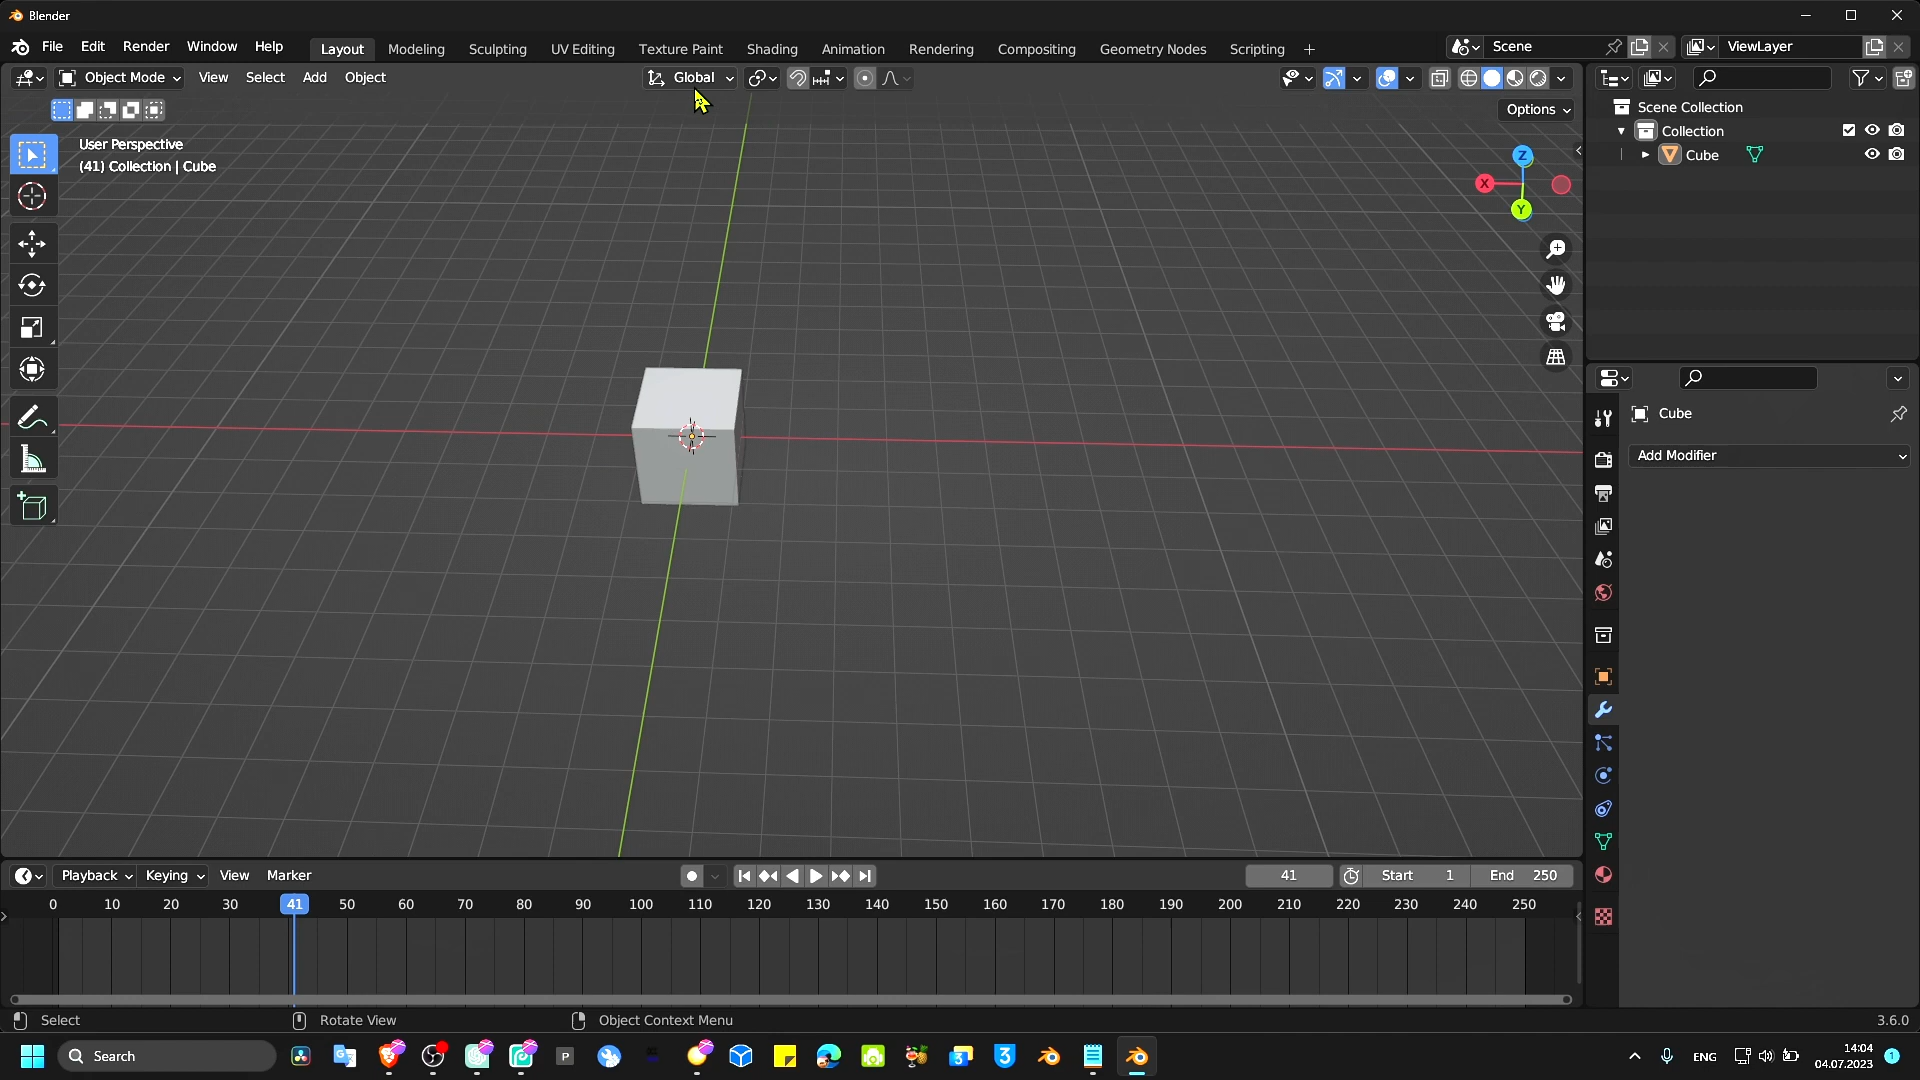 Blender
File Edit Render Window Help Layout Modeling Sculpting UV Editing Texture Paint Shading Animation Rendering Compositing Geometry Nodes Scripting + Scene ViewLayer
Object Mode View Select Add Object Global
Options
User Perspective
(41) Collection | Cube
Z
X
Y
Scene Collection
Collection
Cube
Cube
Add Modifier
Playback Keying View Marker 41 Start 1 End 250
0 10 20 30 41 50 60 70 80 90 100 110 120 130 140 150 160 170 180 190 200 210 220 230 240 250
Select Rotate View Object Context Menu 3.6.0
Search P 3 3 ENG 14:04
04.07.2023 1